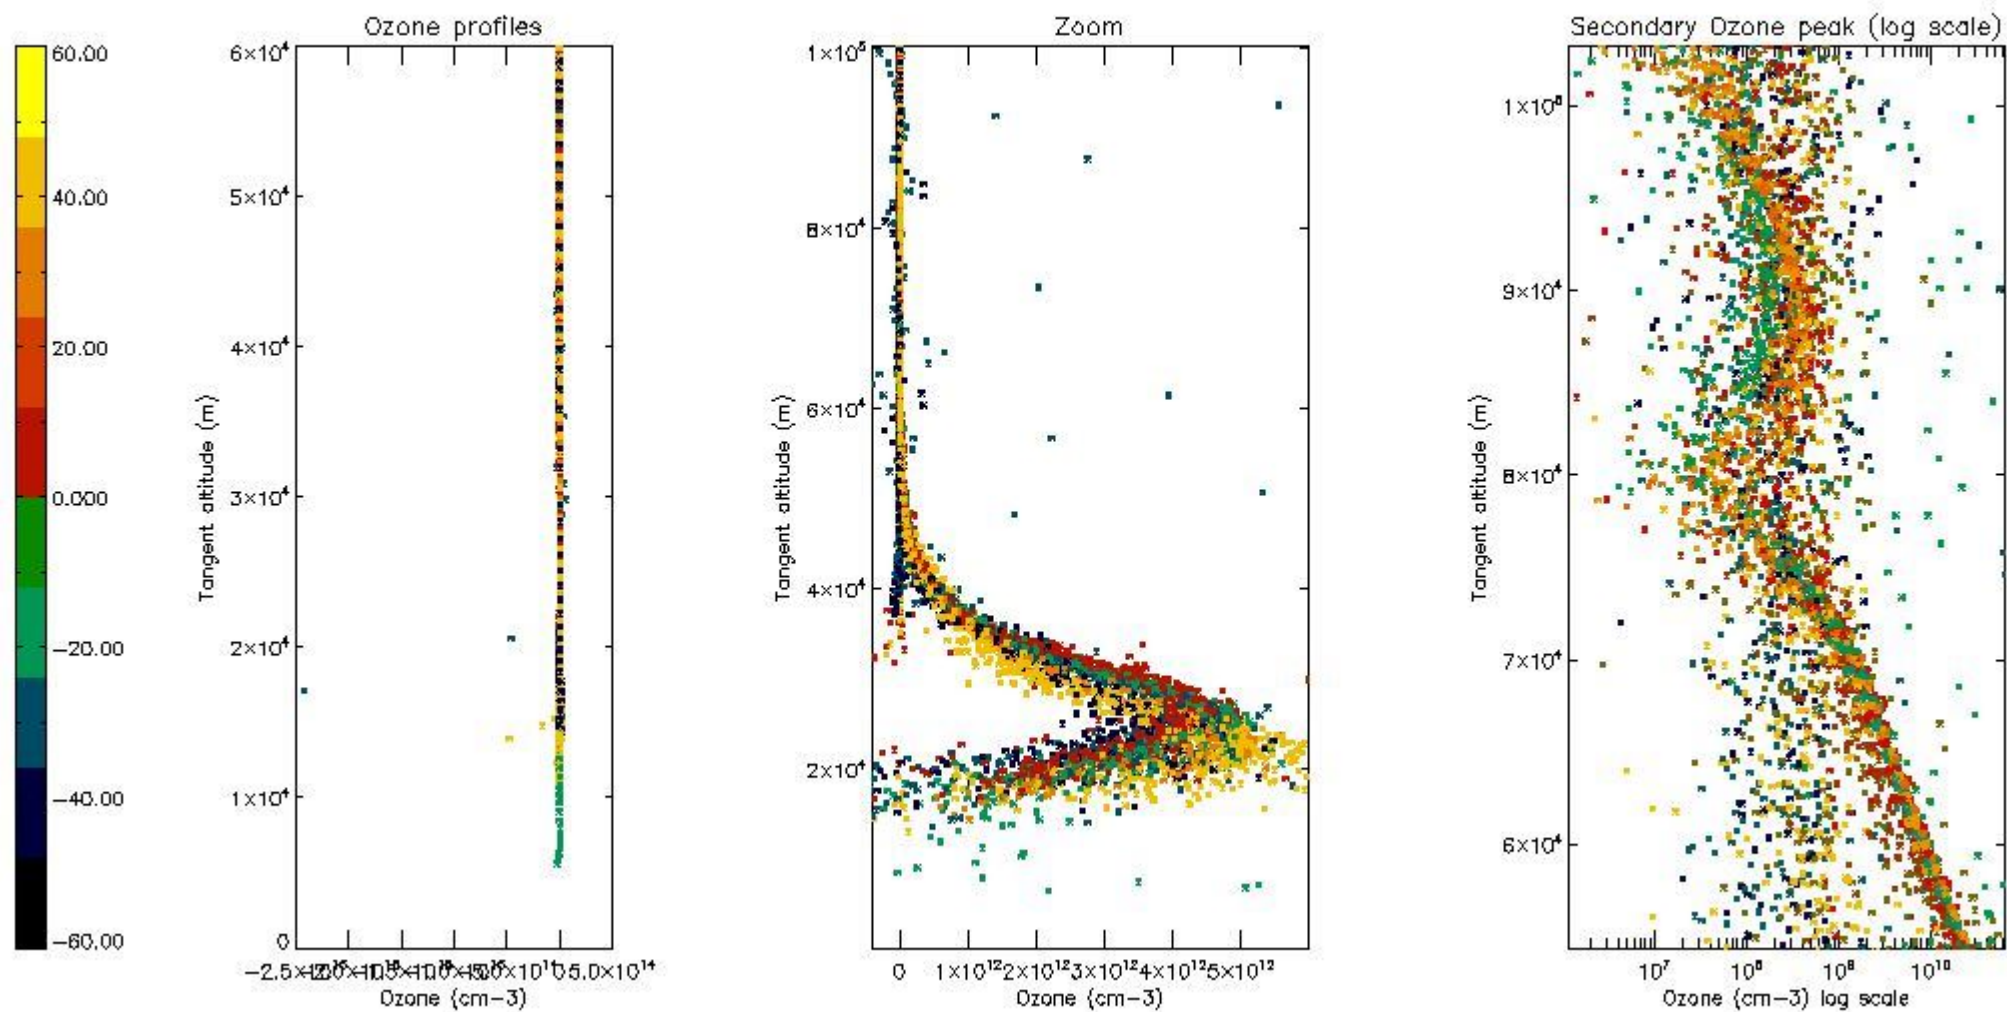 Ozone profiles
Zoom
Secondary Ozone peak (log scale)
60.00
40.00
20.00
0.000
−20.00
−40.00
−60.00
6×10⁴
5×10⁴
4×10⁴
3×10⁴
2×10⁴
1×10⁴
0
Tangent altitude (m)
5.0×10¹⁴
Ozone (cm−3)
1×10⁵
8×10⁴
6×10⁴
4×10⁴
2×10⁴
Tangent altitude (m)
0 1×10¹² 2×10¹² 3×10¹² 4×10¹² 5×10¹²
Ozone (cm−3)
1×10⁵
9×10⁴
8×10⁴
7×10⁴
6×10⁴
Tangent altitude (m)
10⁷ 10⁸ 10⁹ 10¹⁰
Ozone (cm−3) log scale